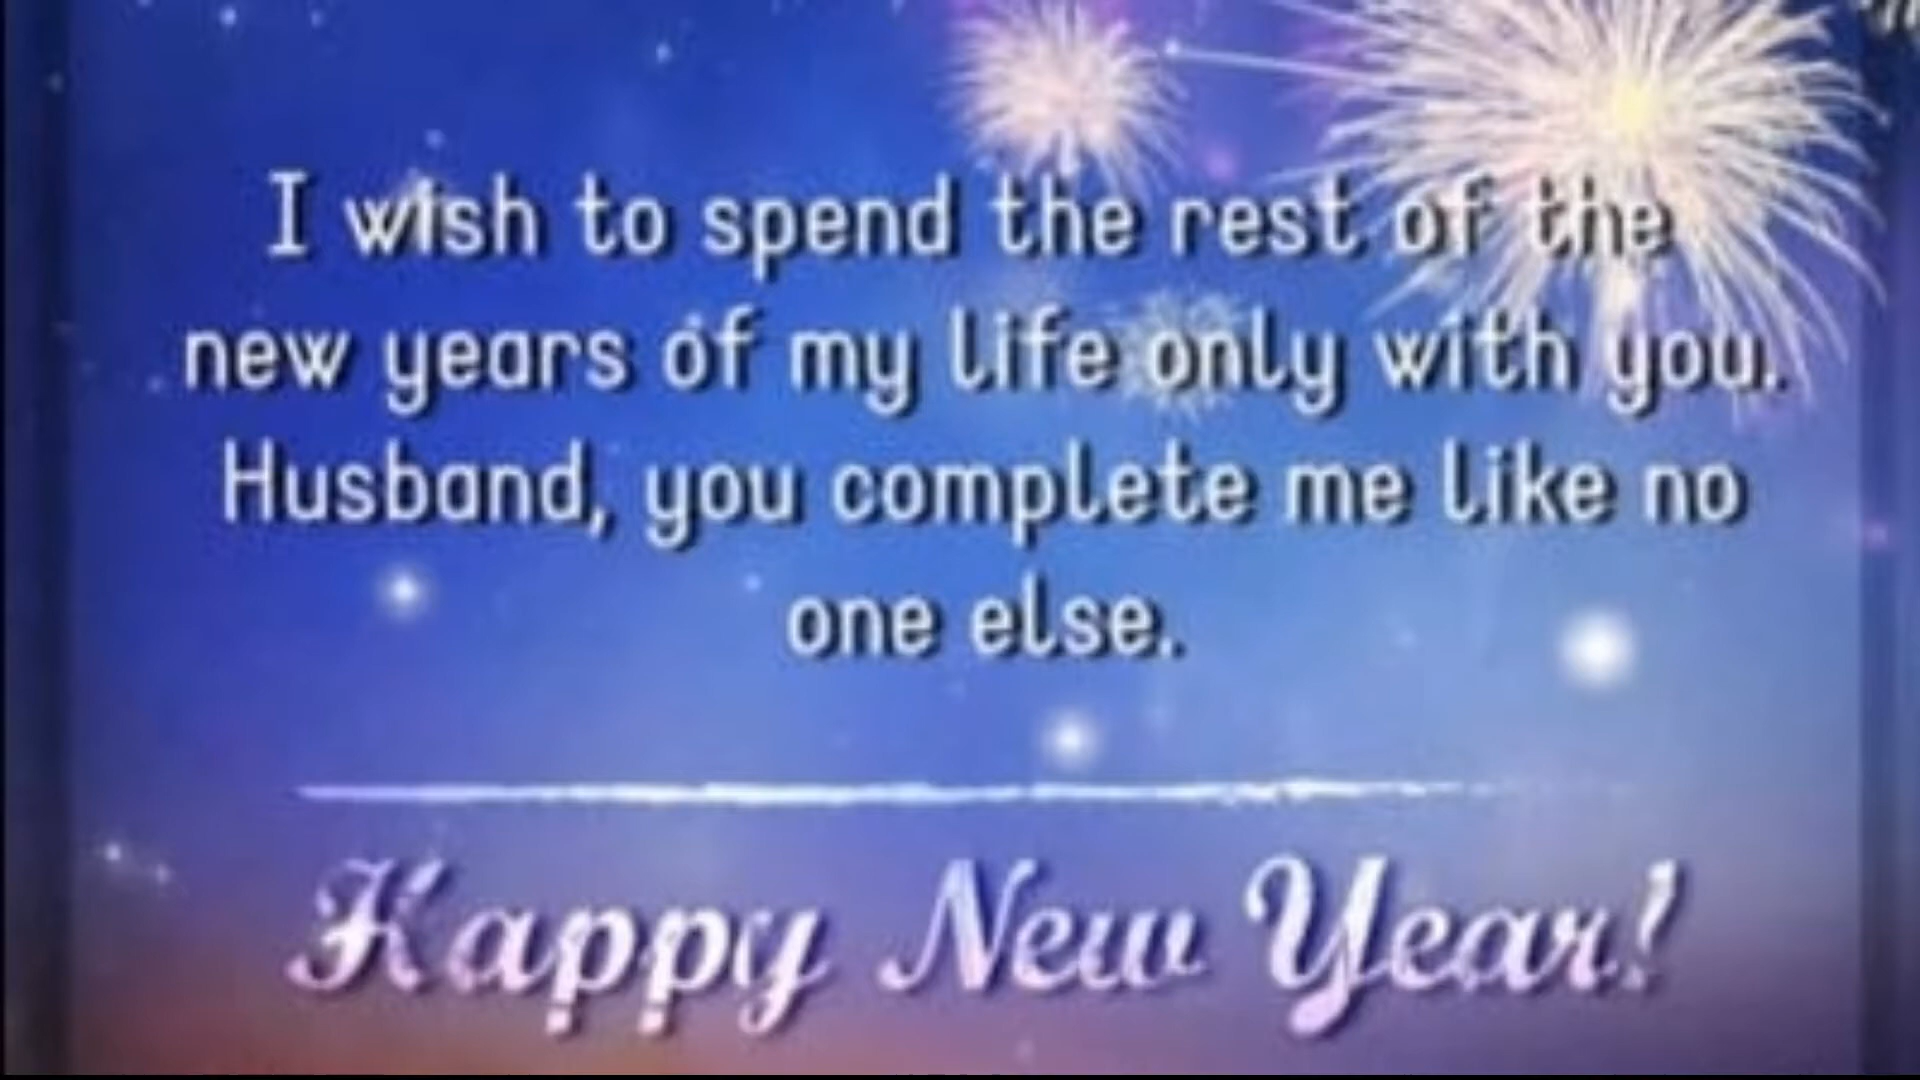 I wish to spend the rest of the
new years of my life only with you.
Husband, you complete me like no
one else.
Happy New Year!